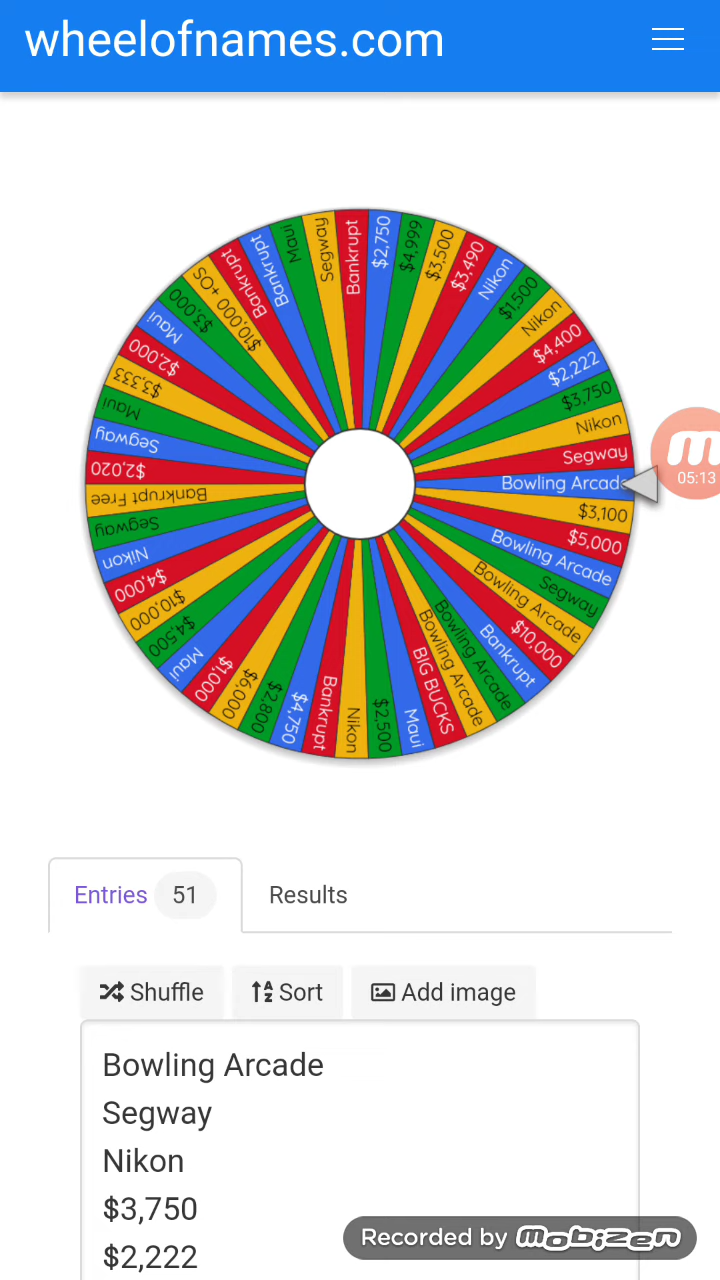 wheelofnames.com
Bankrupt
$2,750
$4,999
$3,500
$3,490
Nikon
$1,500
Nikon
$4,400
$2,222
$3,750
Nikon
Segway
Bowling Arcad
$3,100
$5,000
Bowling Arcade
Segway
Bowling Arcade
$10,000
Bankrupt
Bowling Arcade
Bowling Arcade
BIG BUCKS
Maui
$2,500
Nikon
Bankrupt
$4,750
$2,800
$6,000
$1,000
Maui
$4,500
$10,000
$4,000
Nikon
Segway
Bankrupt Free
$2,020
Segway
Maui
$3,333
$2,000
Maui
$3,000
$10,000 +OS
Bankrupt
Bankrupt
Maui
Segway
m
05:13
Entries 51
Results
Shuffle
Sort
Add image
Bowling Arcade
Segway
Nikon
$3,750
$2,222
Recorded by mobizen